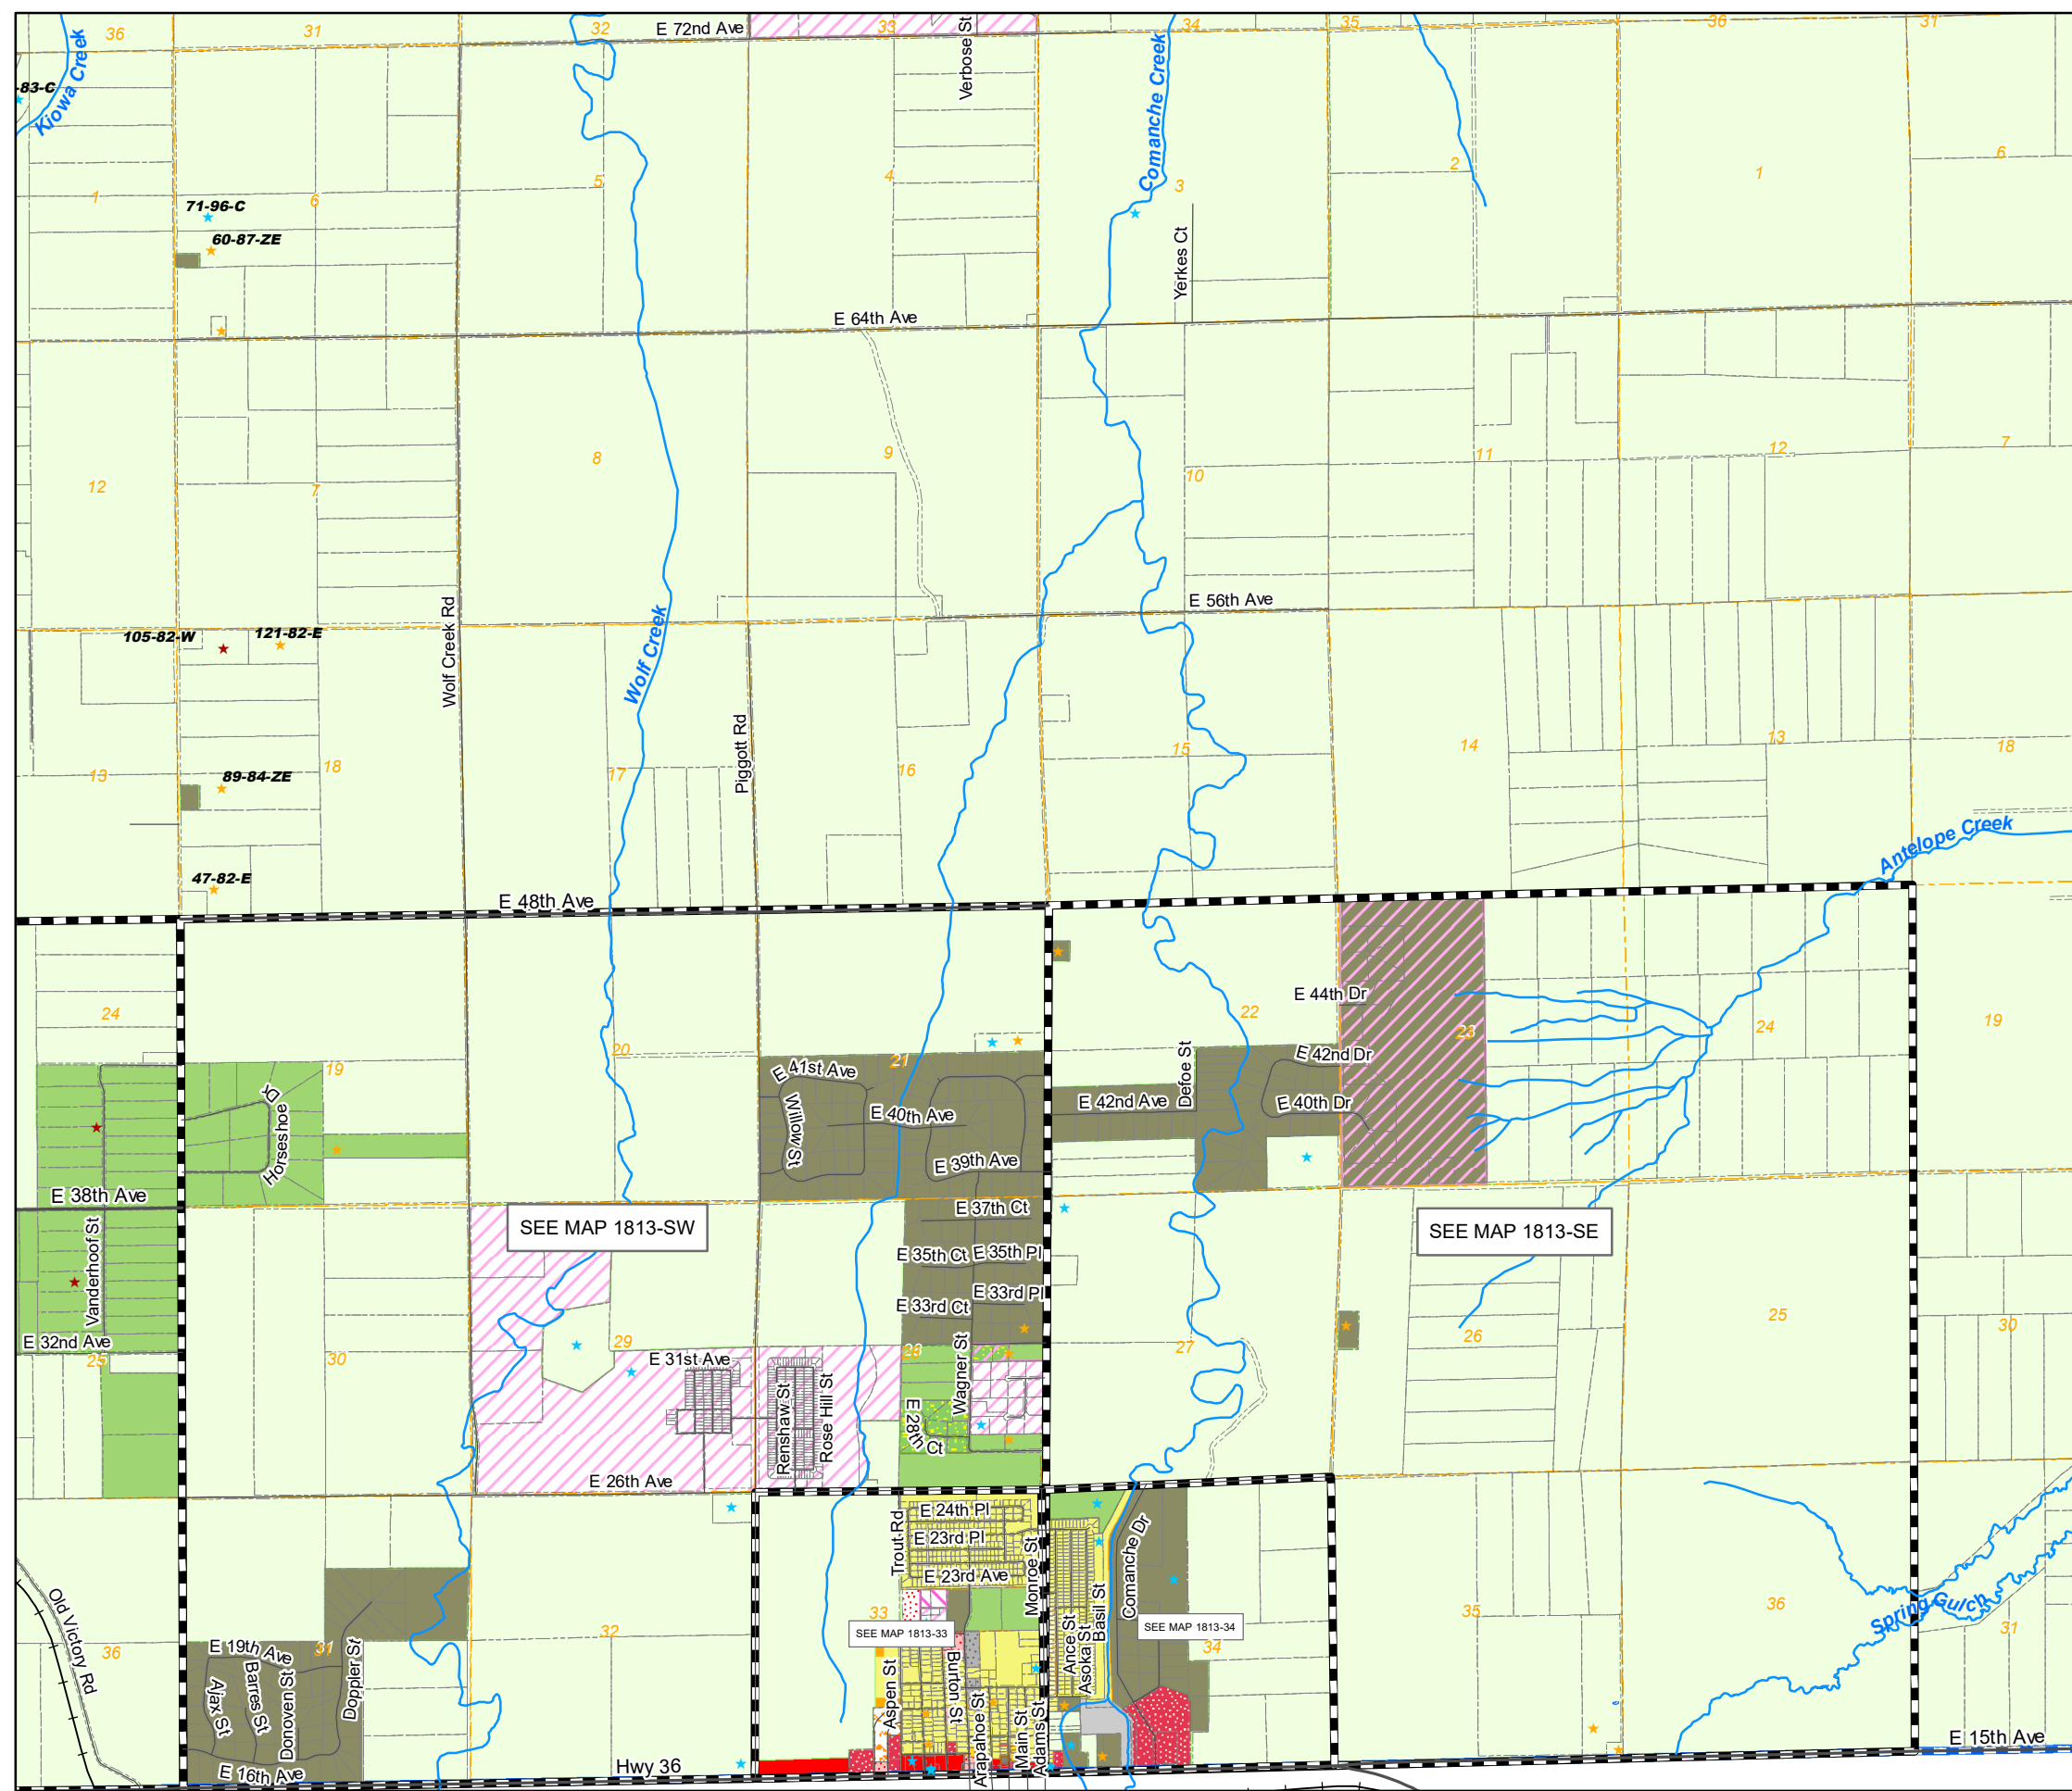 36
31
32
E 72nd Ave
33
Verbose St
34
35
36
31
Kiowa Creek
-83-C
Comanche Creek
1
6
5
4
3
2
1
6
71-96-C
60-87-ZE
Yerkes Ct
E 64th Ave
12
7
8
9
10
11
12
7
E 56th Ave
Wolf Creek Rd
Wolf Creek
105-82-W
121-82-E
Piggott Rd
13
18
17
16
15
14
13
18
89-84-ZE
47-82-E
Antelope Creek
E 48th Ave
24
19
20
21
22
23
24
19
E 44th Dr
E 42nd Dr
E 41st Ave
Willow St
E 40th Ave
E 42nd Ave
Defoe St
E 40th Dr
Horseshoe Dr
E 39th Ave
E 38th Ave
Vanderhoof St
E 37th Ct
SEE MAP 1813-SW
SEE MAP 1813-SE
E 35th Ct
E 35th Pl
E 33rd Ct
E 33rd Pl
E 32nd Ave
25
30
29
28
27
26
25
30
E 31st Ave
Renshaw St
Rose Hill St
Wagner St
E 28th Ct
E 26th Ave
Trout Rd
E 24th Pl
E 23rd Pl
E 23rd Ave
Monroe St
Comanche Dr
Basil St
Ance St
Asoka St
Old Victory Rd
36
31
32
33
SEE MAP 1813-33
SEE MAP 1813-34
34
35
36
31
Spring Gulch
E 19th Ave
Ajax St
Barres St
Donoven St
Doppler St
E 16th Ave
Aspen St
Burton St
Arapahoe St
Main St
Adams St
Hwy 36
E 15th Ave